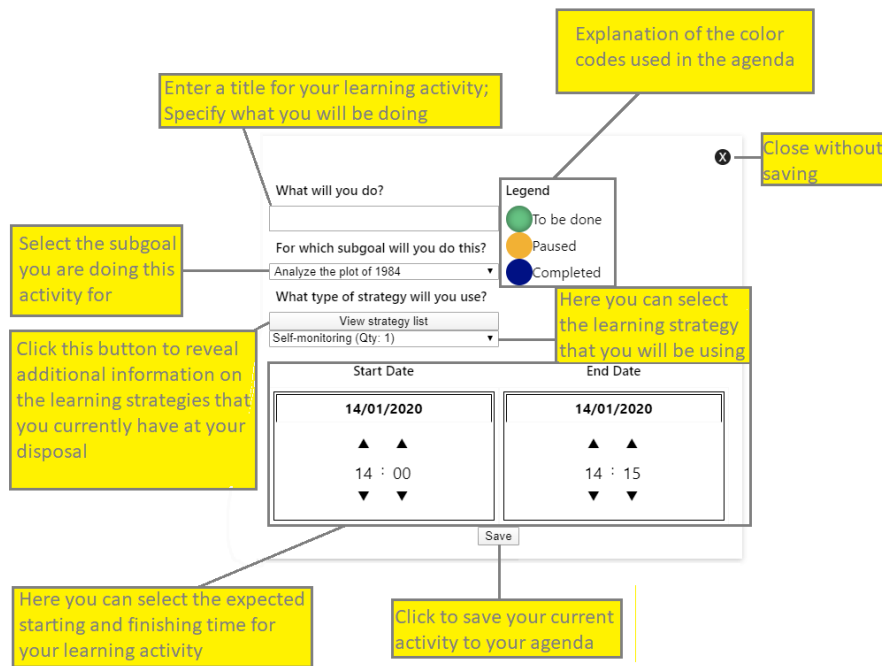 Explanation of the color
codes used in the agenda
Enter a title for your learning activity;
Specify what you will be doing
Close without
saving
X
What will you do?
Legend
To be done
Paused
Completed
Select the subgoal
you are doing this
activity for
For which subgoal will you do this?
Analyze the plot of 1984
What type of strategy will you use?
View strategy list
Self-monitoring (Qty: 1)
Here you can select
the learning strategy
that you will be using
Click this button to reveal
additional information on
the learning strategies that
you currently have at your
disposal
Start Date
End Date
14/01/2020
14/01/2020
14 : 00
14 : 15
Save
Here you can select the expected
starting and finishing time for
your learning activity
Click to save your current
activity to your agenda